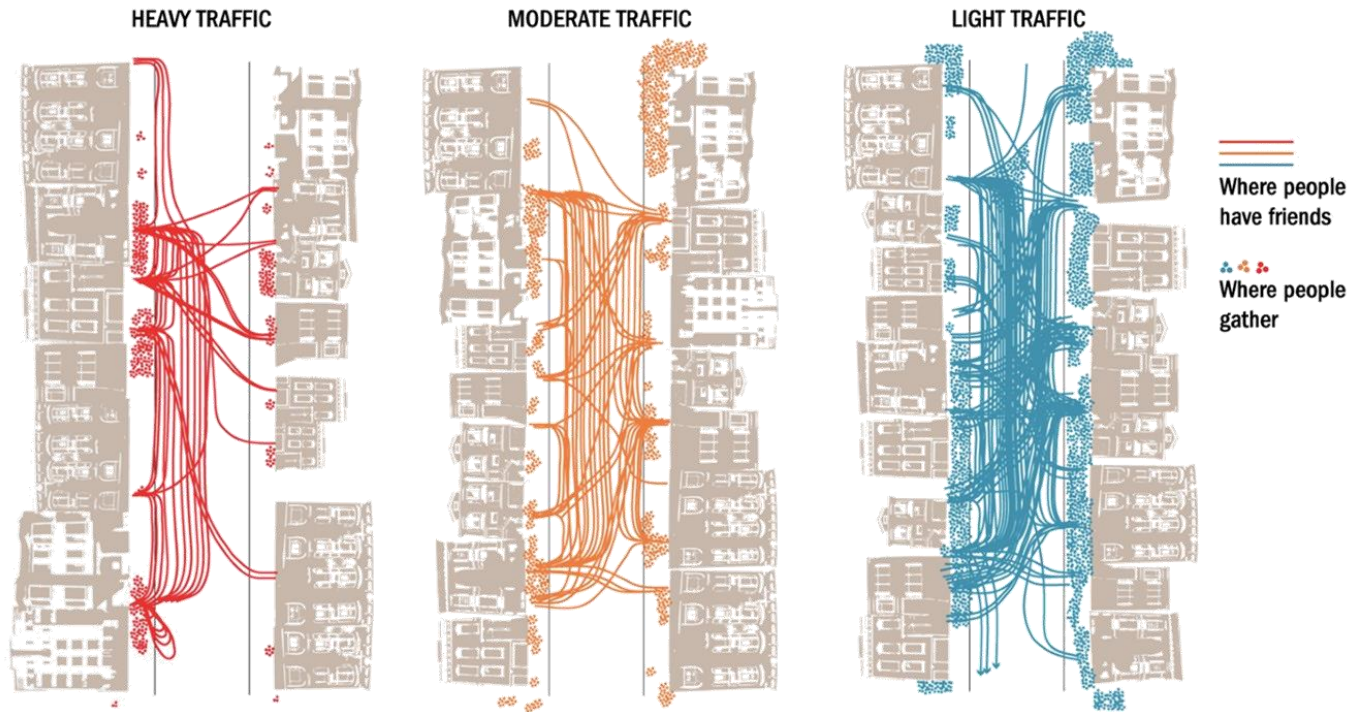 HEAVY TRAFFIC
MODERATE TRAFFIC
LIGHT TRAFFIC
Where people
have friends
Where people
gather